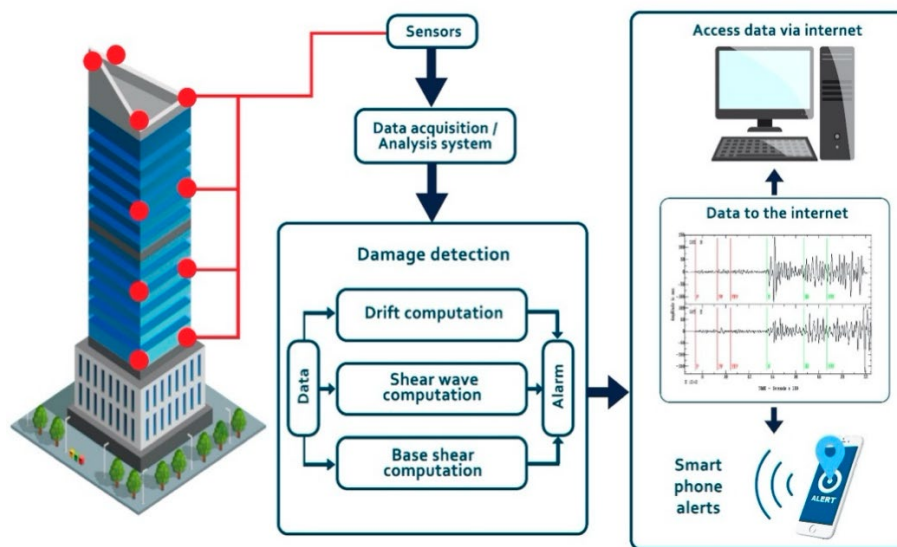 Sensors
Data acquisition /
Analysis system
Damage detection
Data
Drift computation
Shear wave
computation
Base shear
computation
Alarm
Access data via internet
Data to the internet
Smart
phone
alerts
ALERT